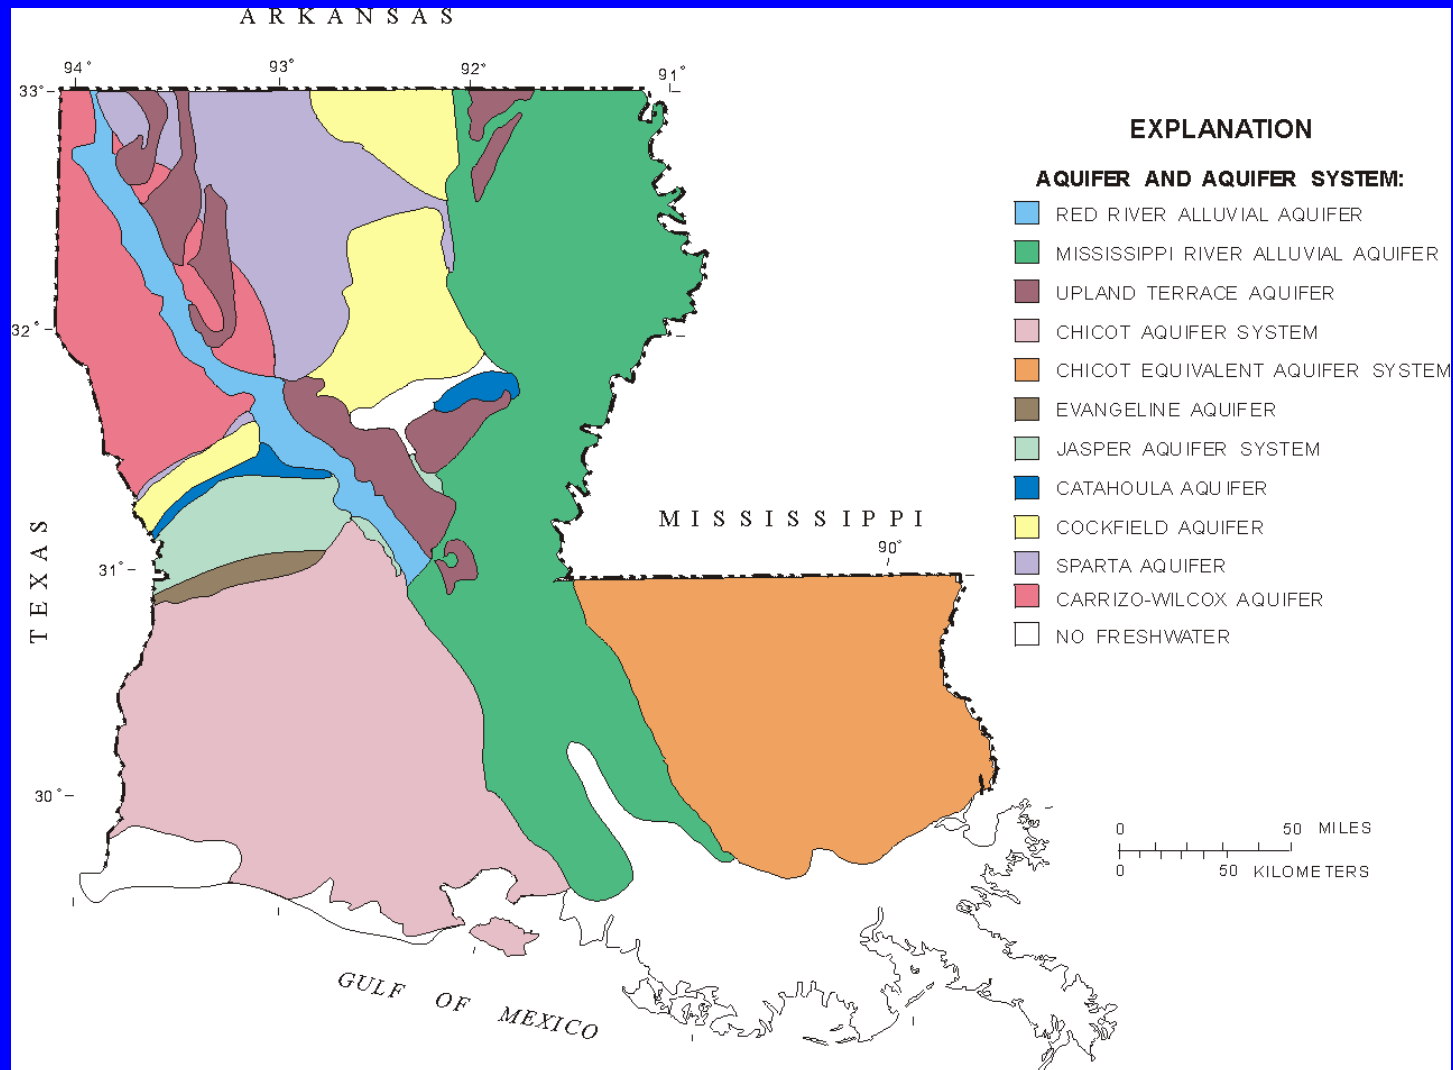 ARKANSAS
94°
93°
92°
91°
33°
32°
31°
30°
90°
TEXAS
MISSISSIPPI
GULF OF MEXICO
EXPLANATION
AQUIFER AND AQUIFER SYSTEM:
RED RIVER ALLUVIAL AQUIFER
MISSISSIPPI RIVER ALLUVIAL AQUIFER
UPLAND TERRACE AQUIFER
CHICOT AQUIFER SYSTEM
CHICOT EQUIVALENT AQUIFER SYSTEM
EVANGELINE AQUIFER
JASPER AQUIFER SYSTEM
CATAHOULA AQUIFER
COCKFIELD AQUIFER
SPARTA AQUIFER
CARRIZO-WILCOX AQUIFER
NO FRESHWATER
0 50 MILES
0 50 KILOMETERS